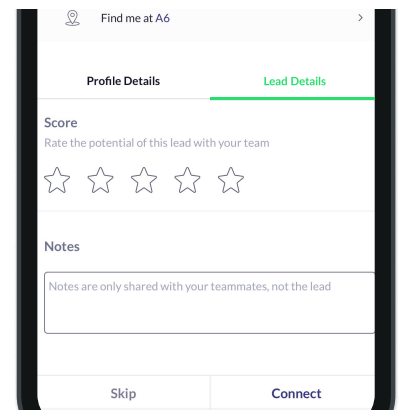 Find me at A6
Profile Details
Lead Details
Score
Rate the potential of this lead with your team
Notes
Notes are only shared with your teammates, not the lead
Skip
Connect